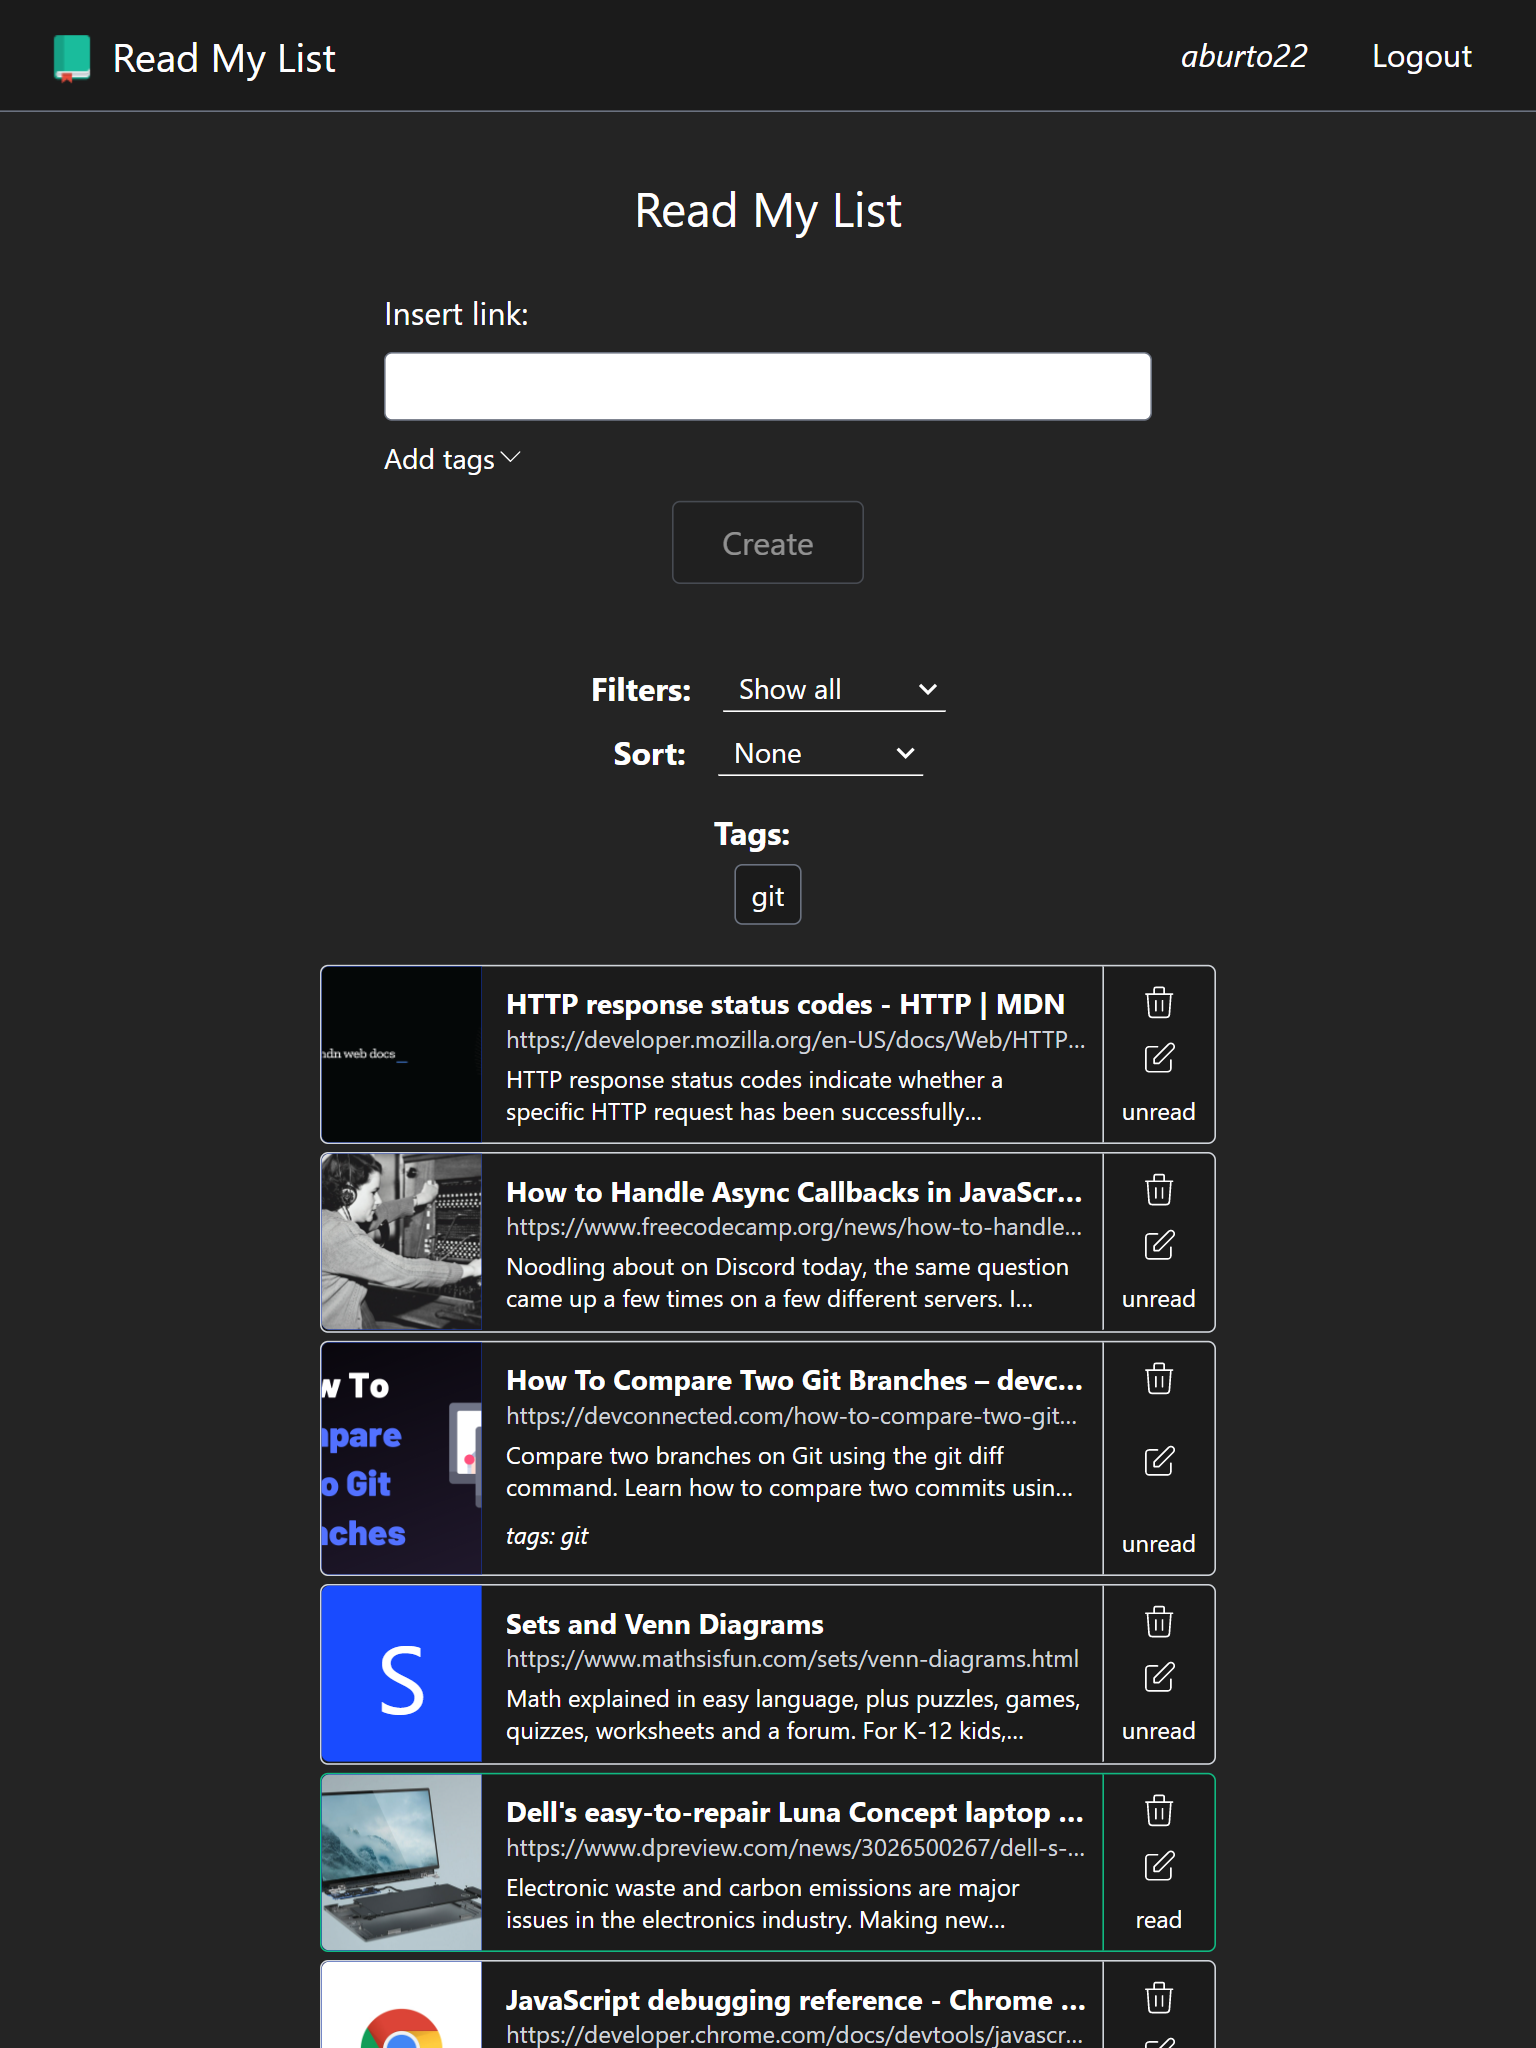 Read My List
aburto22
Logout
Read My List
Insert link:
Add tags
Create
Filters:
Show all
Sort:
None
Tags:
git
mdn web docs_
HTTP response status codes - HTTP | MDN
https://developer.mozilla.org/en-US/docs/Web/HTTP...
HTTP response status codes indicate whether a
specific HTTP request has been successfully...
unread
How to Handle Async Callbacks in JavaScr...
https://www.freecodecamp.org/news/how-to-handle...
Noodling about on Discord today, the same question
came up a few times on a few different servers. I...
unread
w To
mpare
o Git
nches
How To Compare Two Git Branches – devc...
https://devconnected.com/how-to-compare-two-git...
Compare two branches on Git using the git diff
command. Learn how to compare two commits usin...
tags: git
unread
S
Sets and Venn Diagrams
https://www.mathsisfun.com/sets/venn-diagrams.html
Math explained in easy language, plus puzzles, games,
quizzes, worksheets and a forum. For K-12 kids,...
unread
Dell's easy-to-repair Luna Concept laptop ...
https://www.dpreview.com/news/3026500267/dell-s-...
Electronic waste and carbon emissions are major
issues in the electronics industry. Making new...
read
JavaScript debugging reference - Chrome ...
https://developer.chrome.com/docs/devtools/javascr...